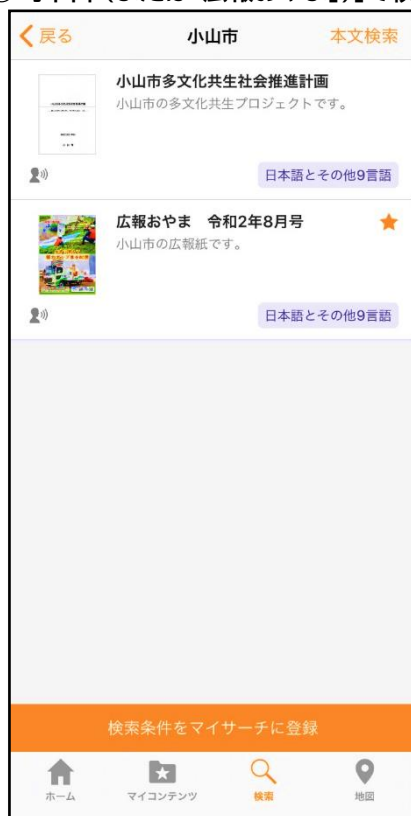 戻る
小山市
本文検索
小山市多文化共生社会推進計画
小山市の多文化共生プロジェクトです。
日本語とその他9言語
広報おやま　令和2年8月号
小山市の広報紙です。
日本語とその他9言語
検索条件をマイサーチに登録
ホーム
マイコンテンツ
検索
地図